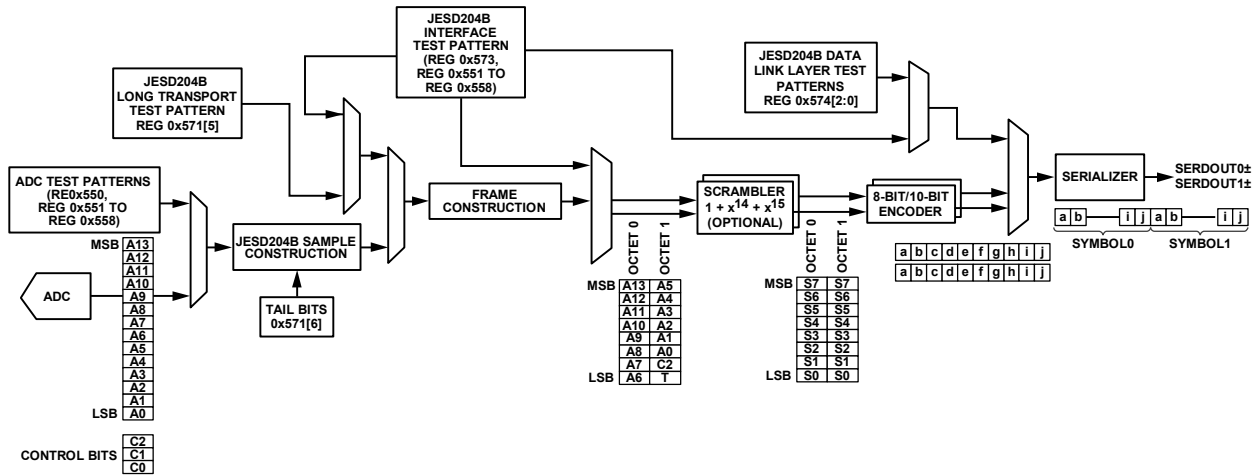 JESD204B
INTERFACE
TEST PATTERN
(REG 0x573,
REG 0x551 TO
REG 0x558)
JESD204B
LONG TRANSPORT
TEST PATTERN
REG 0x571[5]
JESD204B DATA
LINK LAYER TEST
PATTERNS
REG 0x574[2:0]
ADC TEST PATTERNS
(RE0x550,
REG 0x551 TO
REG 0x558)
FRAME
CONSTRUCTION
SCRAMBLER
1 + x14 + x15
(OPTIONAL)
8-BIT/10-BIT
ENCODER
SERIALIZER
SERDOUT0±
SERDOUT1±
JESD204B SAMPLE
CONSTRUCTION
TAIL BITS
0x571[6]
ADC
MSB A13
A12
A11
A10
A9
A8
A7
A6
A5
A4
A3
A2
A1
LSB A0
C2
CONTROL BITS C1
C0
OCTET 0
OCTET 1
MSB A13 A5
A12 A4
A11 A3
A10 A2
A9 A1
A8 A0
A7 C2
LSB A6 T
OCTET 0
OCTET 1
MSB S7 S7
S6 S6
S5 S5
S4 S4
S3 S3
S2 S2
S1 S1
LSB S0 S0
a b c d e f g h i j
a b c d e f g h i j
a b i j a b i j
SYMBOL0 SYMBOL1